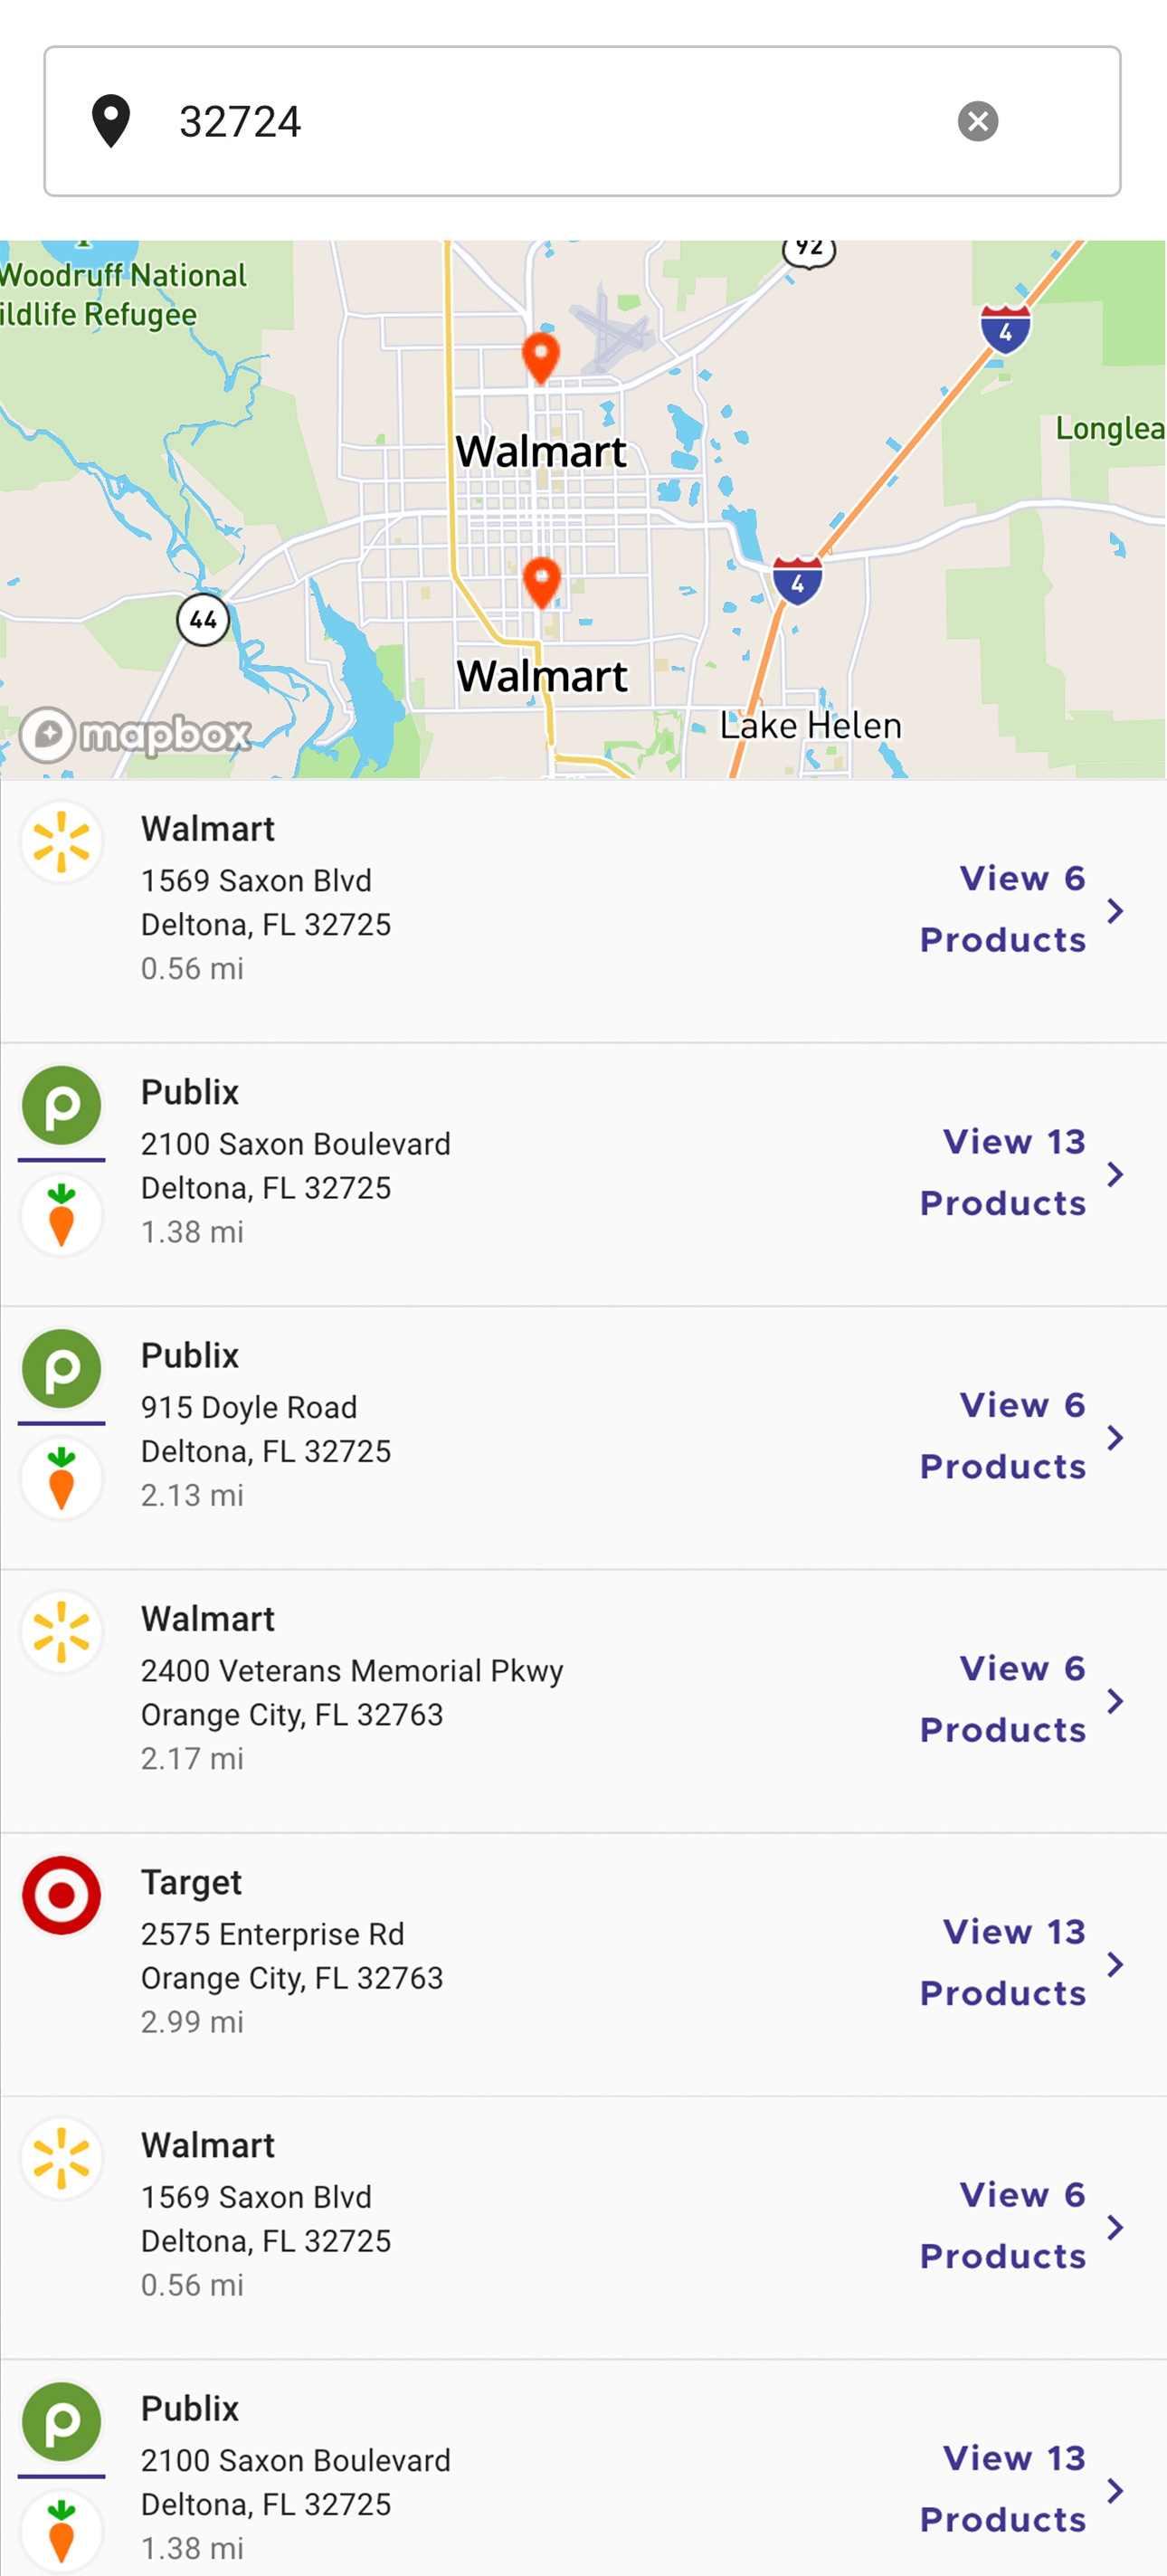 32724
Woodruff National
ildlife Refugee
92
4
Longlea
Walmart
4
44
Walmart
Lake Helen
mapbox
Walmart
1569 Saxon Blvd
Deltona, FL 32725
0.56 mi
View 6
Products
Publix
2100 Saxon Boulevard
Deltona, FL 32725
1.38 mi
View 13
Products
Publix
915 Doyle Road
Deltona, FL 32725
2.13 mi
View 6
Products
Walmart
2400 Veterans Memorial Pkwy
Orange City, FL 32763
2.17 mi
View 6
Products
Target
2575 Enterprise Rd
Orange City, FL 32763
2.99 mi
View 13
Products
Walmart
1569 Saxon Blvd
Deltona, FL 32725
0.56 mi
View 6
Products
Publix
2100 Saxon Boulevard
Deltona, FL 32725
1.38 mi
View 13
Products